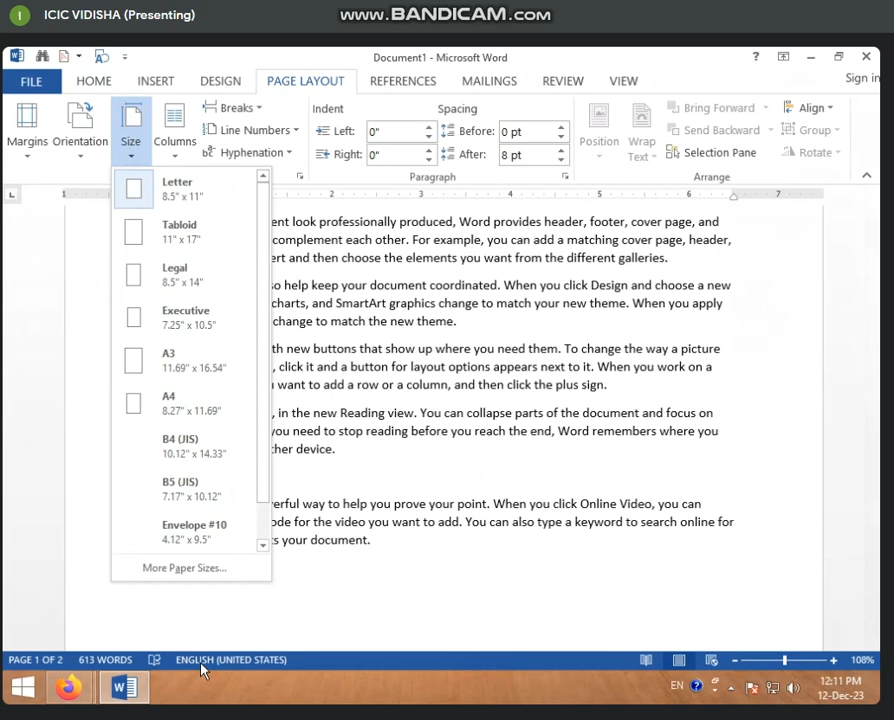 ICIC VIDISHA (Presenting)
www.BANDICAM.com
Document1 - Microsoft Word
Sign in
FILE HOME INSERT DESIGN PAGE LAYOUT REFERENCES MAILINGS REVIEW VIEW
Margins
Orientation
Size
Columns
Breaks
Line Numbers
Hyphenation
Indent
Left: 0"
Right: 0"
Spacing
Before: 0 pt
After: 8 pt
Paragraph
Position
Wrap
Text
Bring Forward
Send Backward
Selection Pane
Align
Group
Rotate
Arrange
1 2 3 4 5 6 7
Letter
8.5" x 11"
Tabloid
11" x 17"
Legal
8.5" x 14"
Executive
7.25" x 10.5"
A3
11.69" x 16.54"
A4
8.27" x 11.69"
B4 (JIS)
10.12" x 14.33"
B5 (JIS)
7.17" x 10.12"
Envelope #10
4.12" x 9.5"
More Paper Sizes...
ent look professionally produced, Word provides header, footer, cover page, and
complement each other. For example, you can add a matching cover page, header,
ert and then choose the elements you want from the different galleries.
so help keep your document coordinated. When you click Design and choose a new
charts, and SmartArt graphics change to match your new theme. When you apply
change to match the new theme.
th new buttons that show up where you need them. To change the way a picture
, click it and a button for layout options appears next to it. When you work on a
want to add a row or a column, and then click the plus sign.
, in the new Reading view. You can collapse parts of the document and focus on
you need to stop reading before you reach the end, Word remembers where you
her device.
erful way to help you prove your point. When you click Online Video, you can
ode for the video you want to add. You can also type a keyword to search online for
ts your document.
PAGE 1 OF 2 613 WORDS ENGLISH (UNITED STATES) 108%
EN
12:11 PM
12-Dec-23